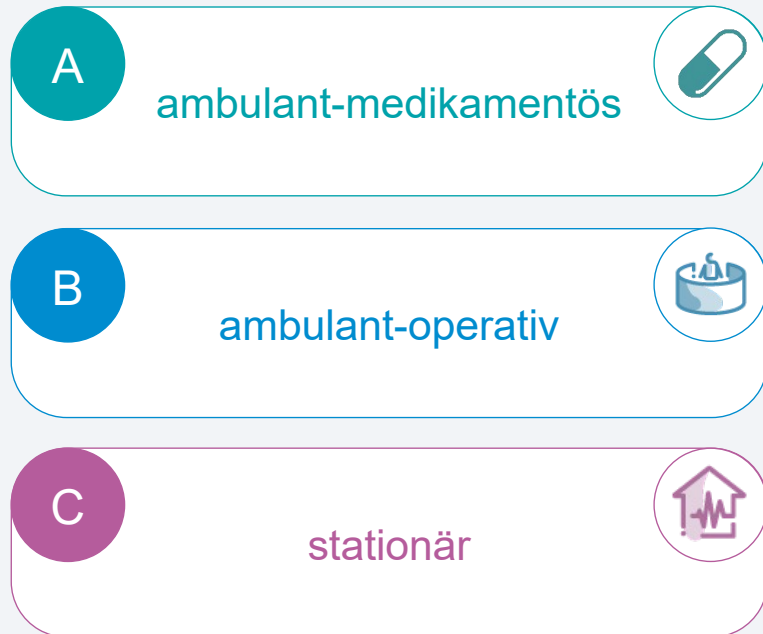 A
ambulant-medikamentös
B
ambulant-operativ
C
stationär